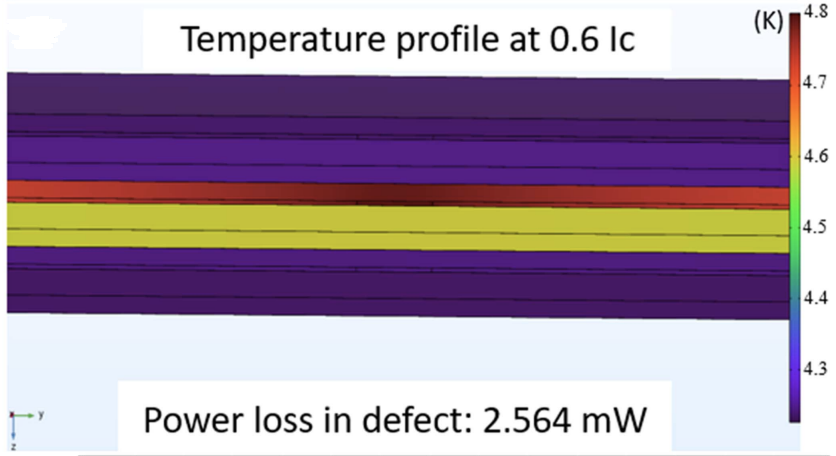 Temperature profile at 0.6 Ic
(K)
4.8
4.7
4.6
4.5
4.4
4.3
y
z
Power loss in defect: 2.564 mW